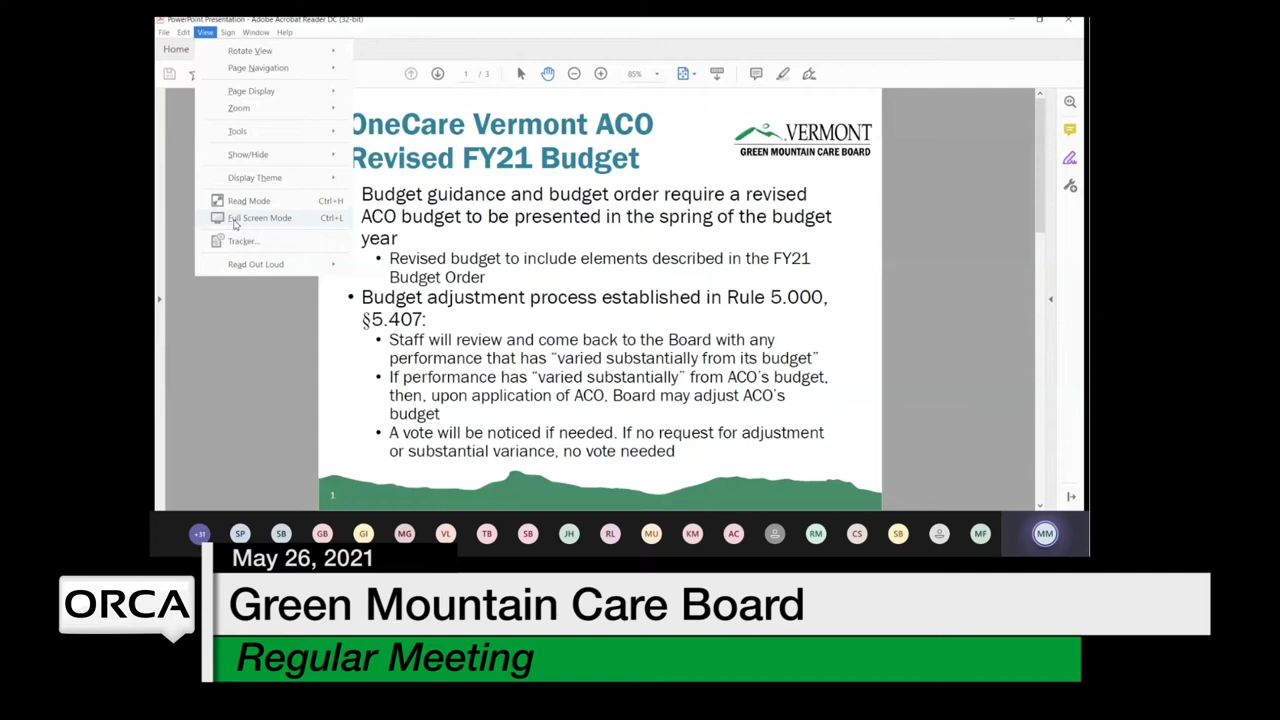 PowerPoint Presentation - Adobe Acrobat Reader DC (32-bit)
File Edit View Sign Window Help
Home
Rotate View
Page Navigation
Page Display
Zoom
Tools
Show/Hide
Display Theme
Read Mode Ctrl+H
Full Screen Mode Ctrl+L
Tracker...
Read Out Loud
1 / 3 85%
OneCare Vermont ACO
Revised FY21 Budget
VERMONT
GREEN MOUNTAIN CARE BOARD
Budget guidance and budget order require a revised
ACO budget to be presented in the spring of the budget
year
• Revised budget to include elements described in the FY21
Budget Order
• Budget adjustment process established in Rule 5.000,
§5.407:
• Staff will review and come back to the Board with any
performance that has “varied substantially from its budget”
• If performance has “varied substantially” from ACO’s budget,
then, upon application of ACO, Board may adjust ACO’s
budget
• A vote will be noticed if needed. If no request for adjustment
or substantial variance, no vote needed
1
+31 SP SB GB GI MG VL TB SB JH RL MU KM AC RM CS SB MF MM
May 26, 2021
ORCA
Green Mountain Care Board
Regular Meeting